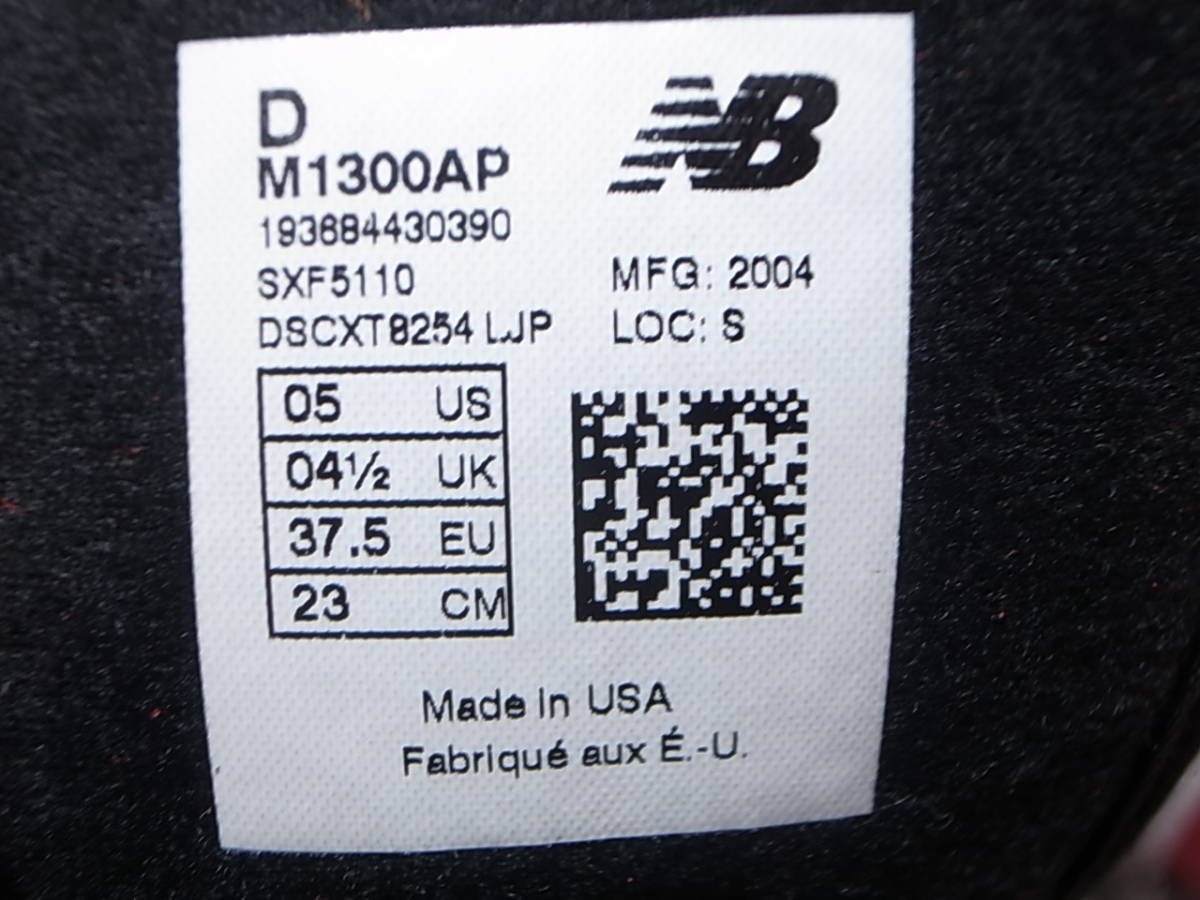 D
M1300AP
NB
193684430390
SXF5110
MFG: 2004
DSCXT8254 LJP
LOC: S
05 US
04½ UK
37.5 EU
23 CM
Made in USA
Fabriqué aux É.-U.